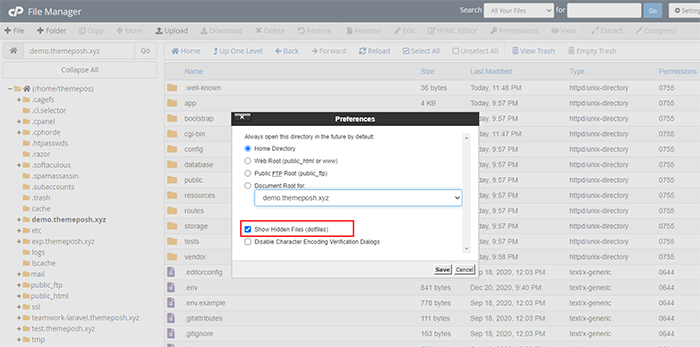 cP File Manager
Search All Your Files for Go Settings
File Folder Copy Move Upload Download Delete Restore Rename Edit HTML Editor Permissions View Extract Compress
demo.themeposh.xyz Go
Home Up One Level Back Forward Reload Select All Unselect All View Trash Empty Trash
Collapse All
Name Size Last Modified Type Permissions
(/home/themepos)
.cagefs
.cl.selector
.cpanel
.cphorde
.htpasswds
.razor
.softaculous
.spamassassin
.subaccounts
.trash
cache
demo.themeposh.xyz
etc
exp.themeposh.xyz
logs
lscache
mail
public_ftp
public_html
ssl
teamwork-laravel.themeposh.xyz
test.themeposh.xyz
tmp
.well-known 36 bytes Today, 11:48 PM httpd/unix-directory 0755
app 4 KB Today, 9:57 PM httpd/unix-directory 0755
bootstrap Today, 9:57 PM httpd/unix-directory 0755
cgi-bin Today, 11:47 PM httpd/unix-directory 0755
config Today, 9:57 PM httpd/unix-directory 0755
database Today, 9:57 PM httpd/unix-directory 0755
public Today, 9:57 PM httpd/unix-directory 0755
resources Today, 9:57 PM httpd/unix-directory 0755
routes Today, 9:57 PM httpd/unix-directory 0755
storage Today, 9:57 PM httpd/unix-directory 0755
tests Today, 9:57 PM httpd/unix-directory 0755
vendor Today, 9:57 PM httpd/unix-directory 0755
.editorconfig Sep 18, 2020, 12:03 PM text/x-generic 0644
.env 841 bytes Dec 20, 2020, 9:40 PM text/x-generic 0644
.env.example 778 bytes Sep 18, 2020, 12:03 PM text/x-generic 0644
.gitattributes 111 bytes Sep 18, 2020, 12:03 PM text/x-generic 0644
.gitignore 163 bytes Sep 18, 2020, 12:03 PM text/x-generic 0644
Preferences
Always open this directory in the future by default:
Home Directory
Web Root (public_html or www)
Public FTP Root (public_ftp)
Document Root for:
demo.themeposh.xyz
Show Hidden Files (dotfiles)
Disable Character Encoding Verification Dialogs
Save Cancel